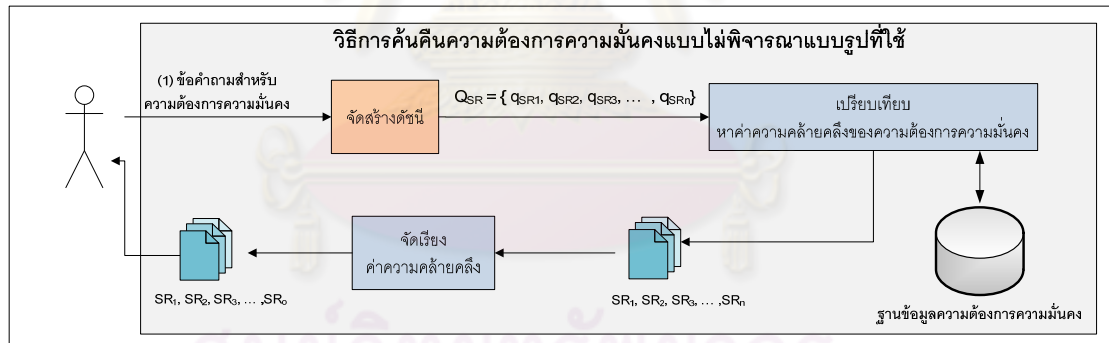 วิธีการค้นคืนความต้องการความมั่นคงแบบไม่พิจารณาแบบรูปที่ใช้
(1) ข้อคำถามสำหรับ
ความต้องการความมั่นคง
จัดสร้างดัชนี
QSR = { qSR1, qSR2, qSR3, … , qSRn}
เปรียบเทียบ
หาค่าความคล้ายคลึงของความต้องการความมั่นคง
จัดเรียง
ค่าความคล้ายคลึง
SR1, SR2, SR3, … ,SRo
SR1, SR2, SR3, … ,SRn
ฐานข้อมูลความต้องการความมั่นคง